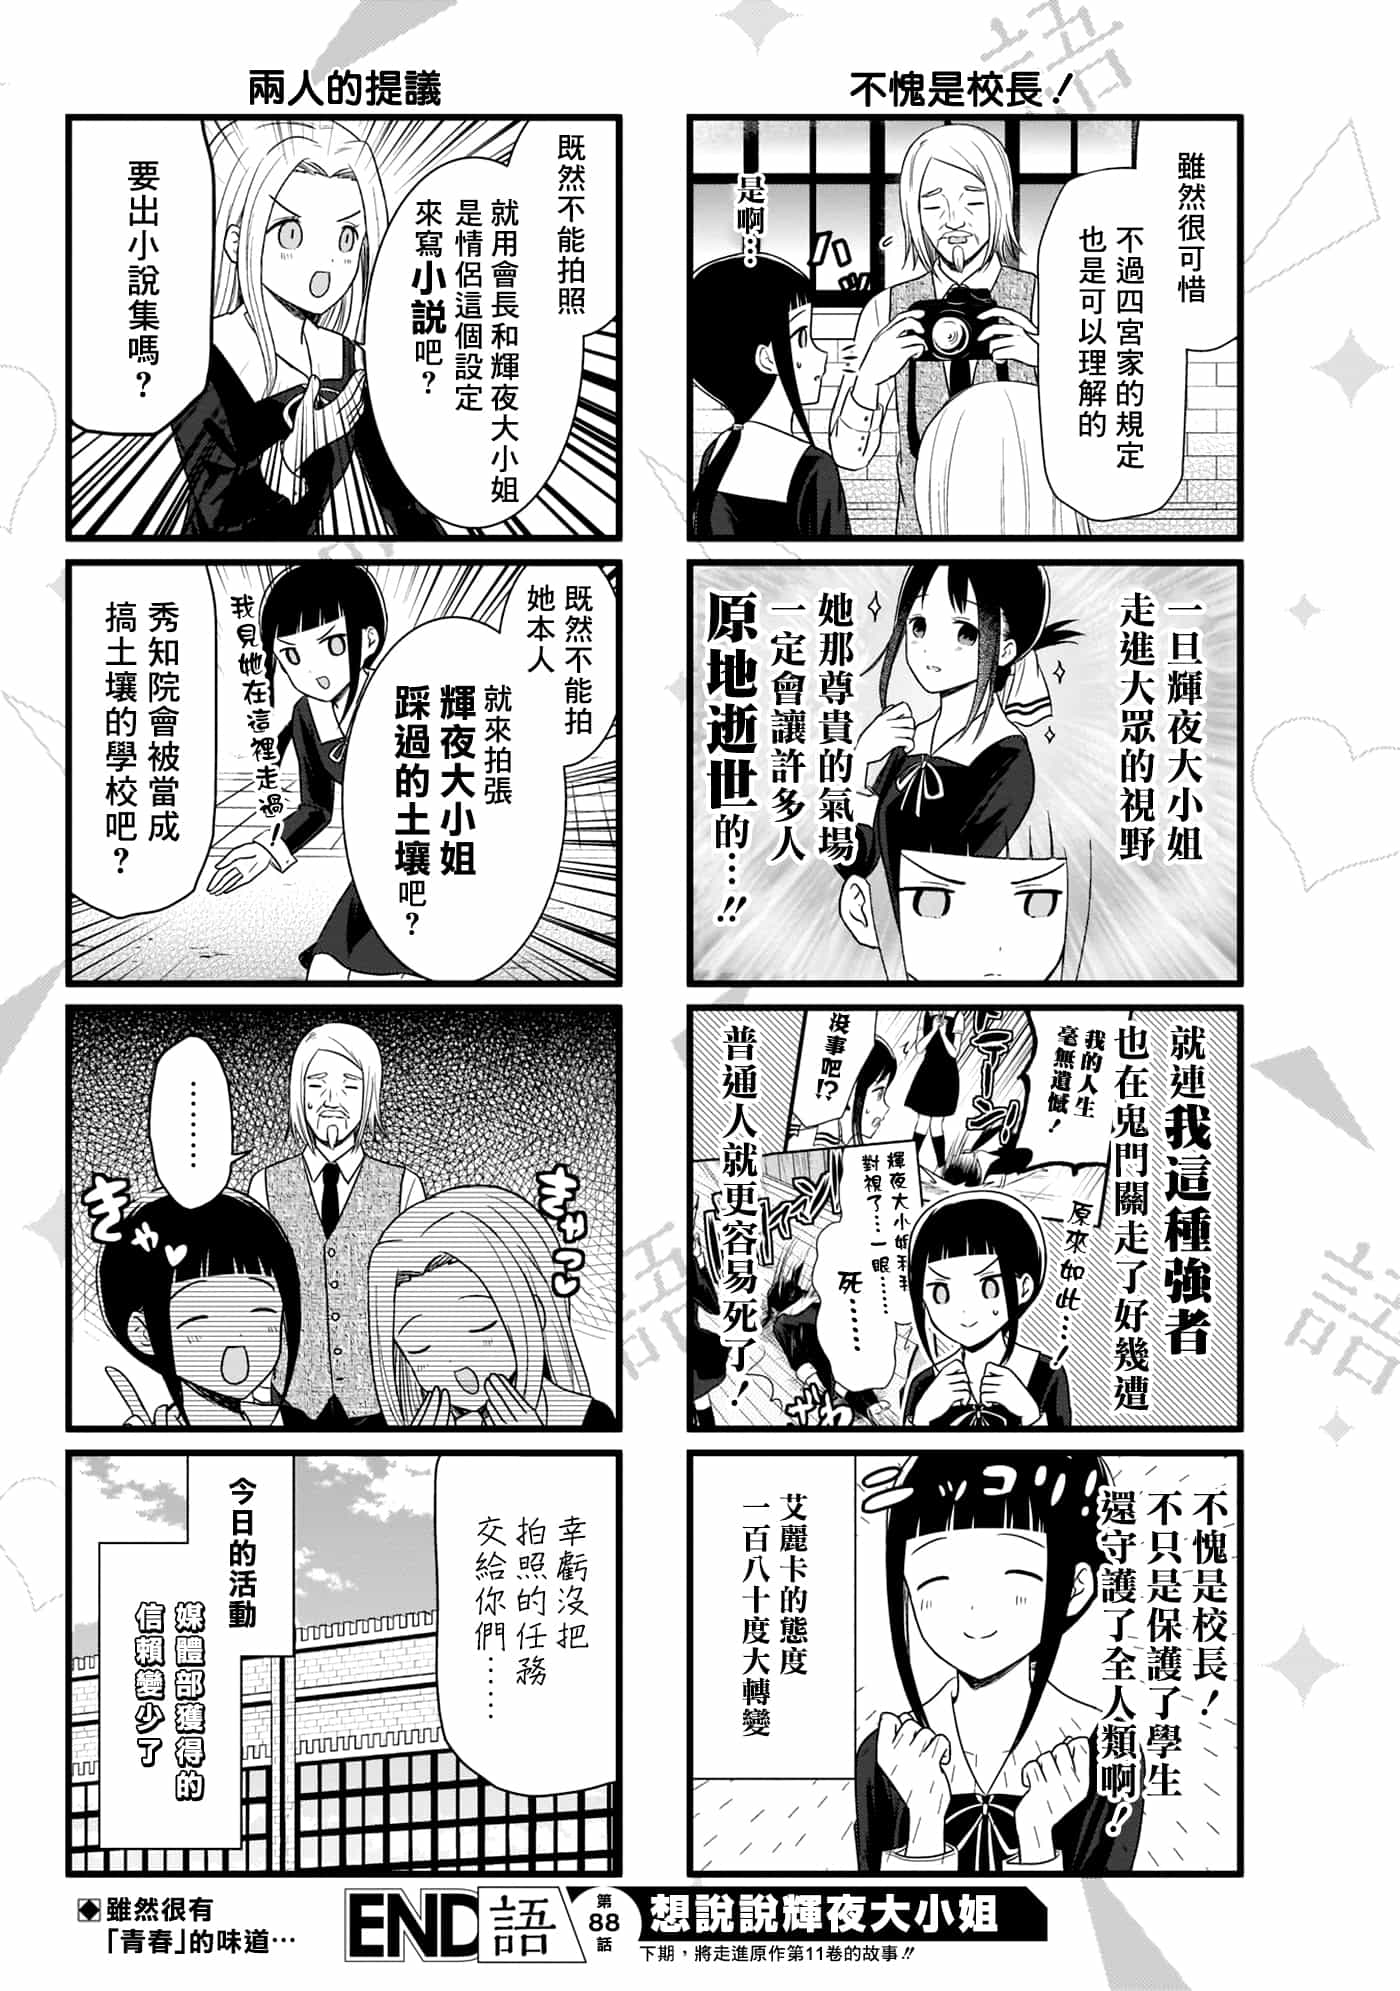 不愧是校長！
雖然很可惜
不過四宮家的規定
也是可以理解的
ハッ
是啊…
一旦輝夜大小姐
走進大眾的視野
她那尊貴的氣場
一定會讓許多人
原地逝世的…!!
就連我這種強者
也在鬼門關走了好幾遭
我的人生
毫無遺憾！
沒事吧!?
原來如此…！
死……
普通人就更容易死了！
ニッコリ
不愧是校長！
不只是保護了學生
還守護了全人類啊！
艾麗卡的態度
一百八十度大轉變
兩人的提議
既然不能拍照
就用會長和輝夜大小姐
是情侶這個設定
來寫小説吧？
要出小說集嗎？
既然不能拍
她本人
就來拍張
輝夜大小姐
踩過的土壤吧？
我見她在這裡走過！
秀知院會被當成
搞土壤的學校吧？
………
きゃっ♡
きゃっ♡
幸虧沒把
拍照的任務
交給你們……
今日的活動
媒體部獲得的
信賴變少了
想說說輝夜大小姐
第88話
語
END
下期，將走進原作第11卷的故事!!
雖然很有
「青春」的味道…